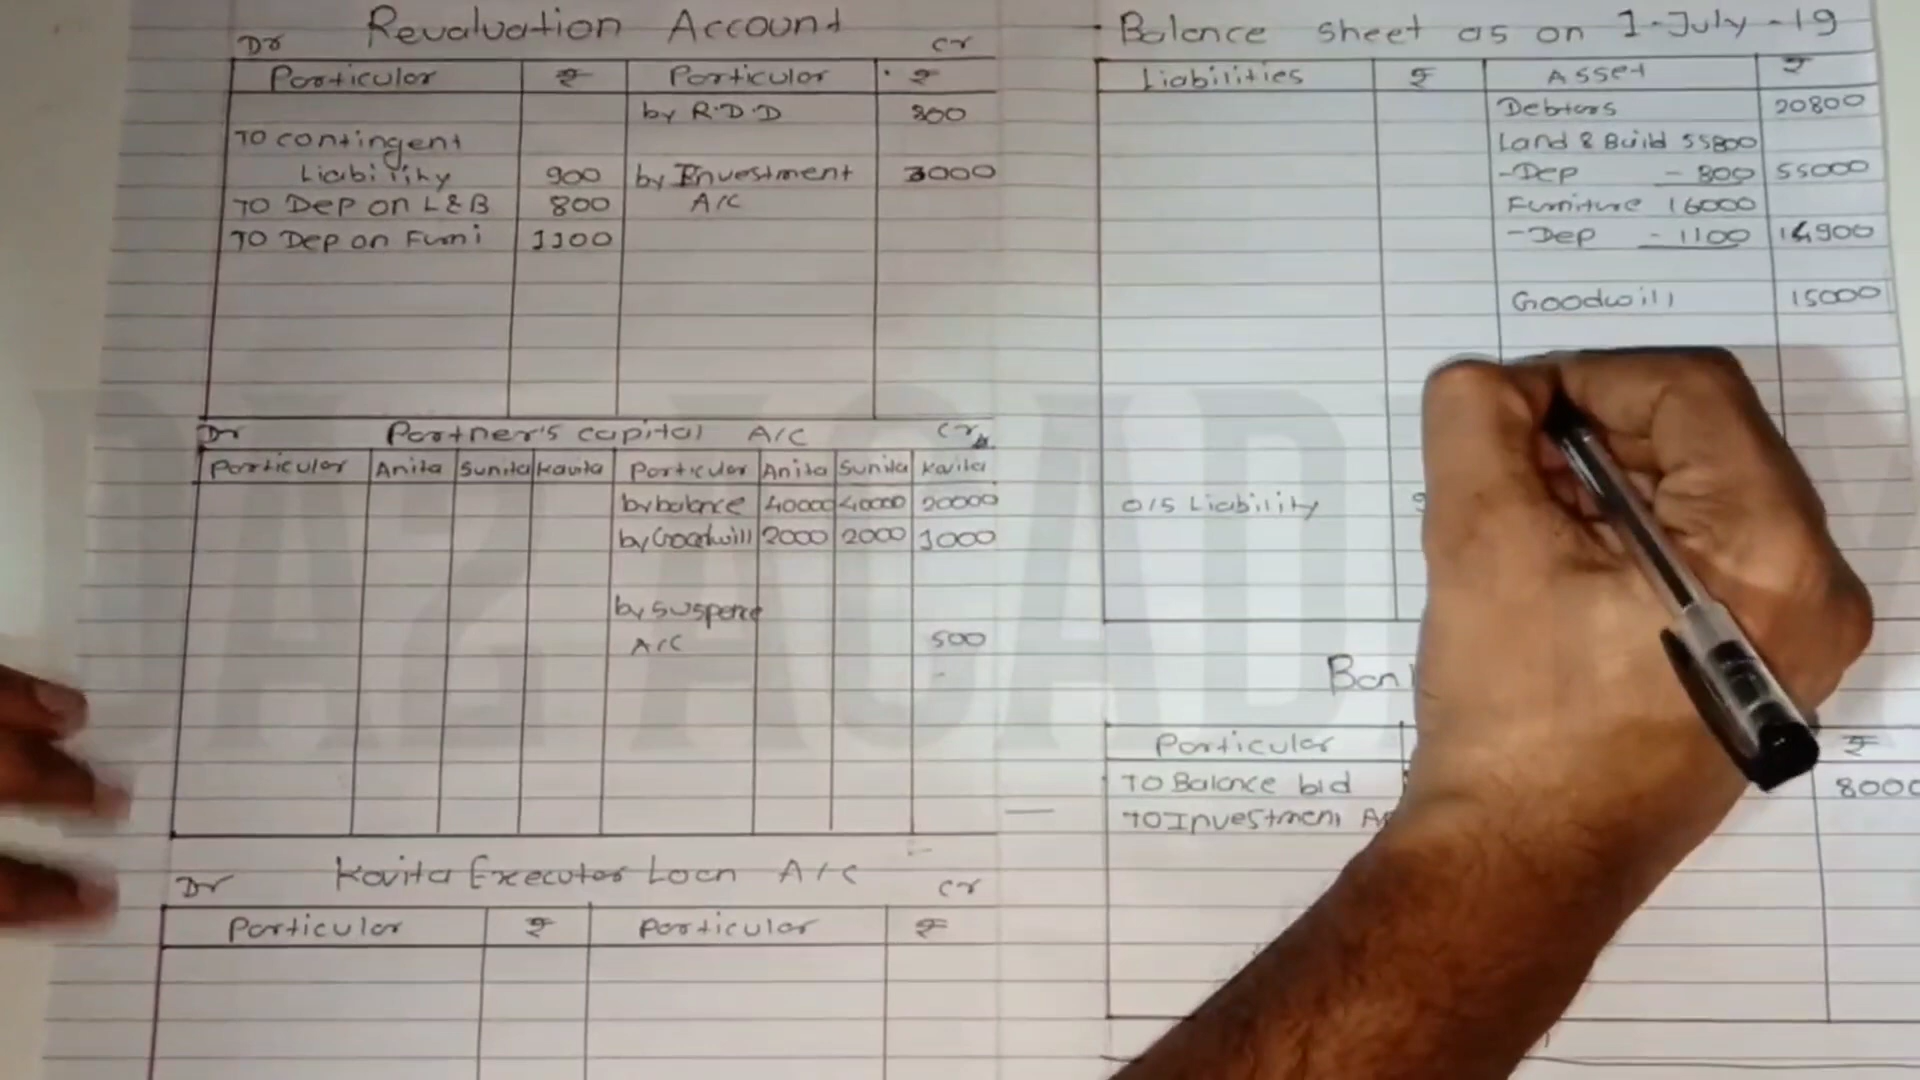 Revaluation Account
Dr Cr
Particular ₹ Particular ₹
by R.D.D 800
TO contingent
Liability 900 by Investment 3000
TO Dep on L&B 800 A/C
TO Dep on Furni 1100
Dr Partner's capital A/C Cr
Particular Anita Sunita Kavita Particular Anita Sunita Kavita
by balance 40000 40000 20000
by Goodwill 2000 2000 1000
by suspence
A/C 500
Dr Kavita Executor Loan A/C Cr
Particular ₹ Particular ₹
Balance sheet as on 1-July-19
Liabilities ₹ Asset ₹
Debtors 20800
Land & Build 55800
-Dep - 800 55000
Furniture 16000
-Dep - 1100 14900
Goodwill 15000
O/S Liability
Ban
Particular ₹
TO Balance b/d 8000
TO Investment